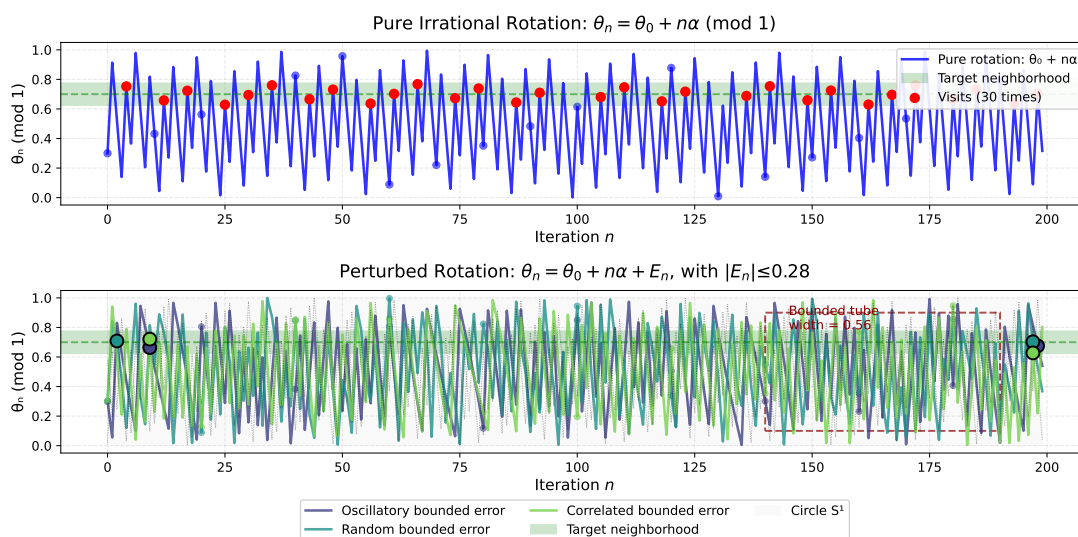 Pure Irrational Rotation: θₙ = θ₀ + nα (mod 1)
θₙ (mod 1)
1.0
0.8
0.6
0.4
0.2
0.0
Pure rotation: θ₀ + nα
Target neighborhood
Visits (30 times)
0
25
50
75
100
125
150
175
200
Iteration n
Perturbed Rotation: θₙ = θ₀ + nα + Eₙ, with |Eₙ|≤0.28
θₙ (mod 1)
1.0
0.8
0.6
0.4
0.2
0.0
Bounded tube
width = 0.56
0
25
50
75
100
125
150
175
200
Iteration n
Oscillatory bounded error
Random bounded error
Correlated bounded error
Target neighborhood
Circle S¹